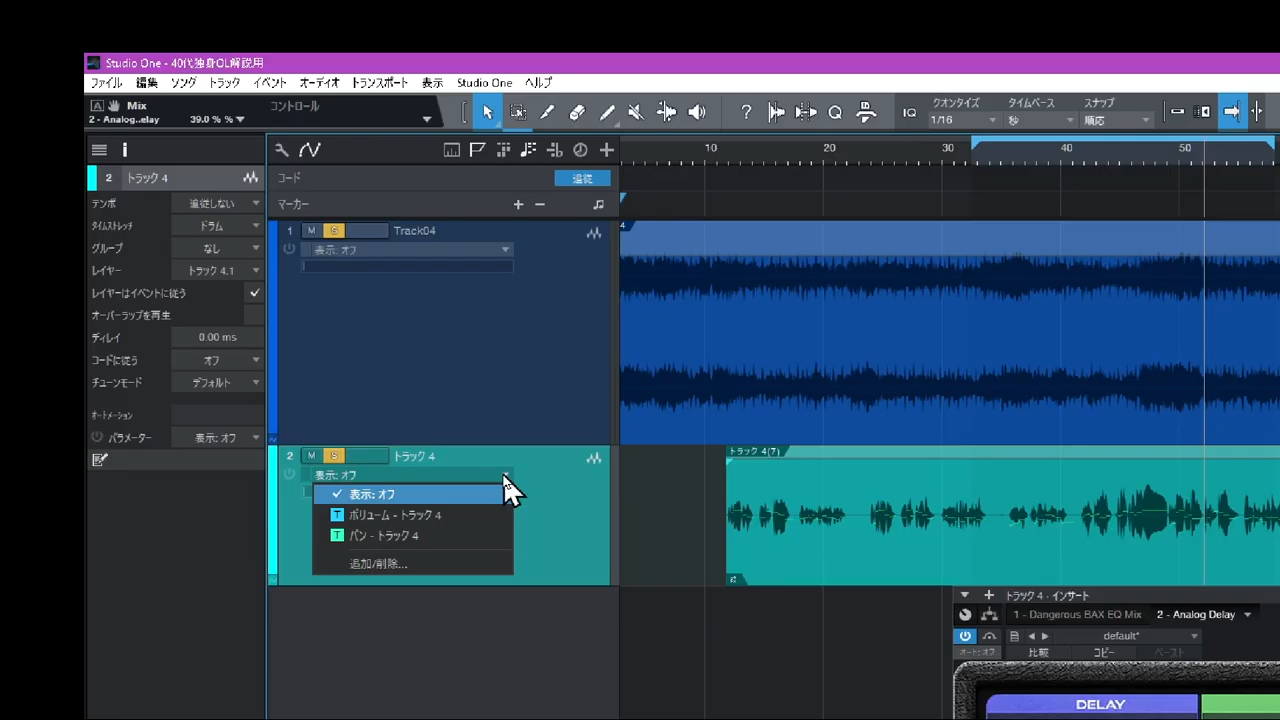 Studio One - 40代独身OL解説用
ファイル 編集 ソング トラック イベント オーディオ トランスポート 表示 Studio One ヘルプ
Mix コントロール
2 - Analog..elay 39.0 % %
? Q IQ クオンタイズ タイムベース スナップ
1/16 秒 順応
2 トラック 4
テンポ 追従しない
タイムストレッチ ドラム
グループ なし
レイヤー トラック 4.1
レイヤーはイベントに従う
オーバーラップを再生
ディレイ 0.00 ms
コードに従う オフ
チューンモード デフォルト
オートメーション
パラメーター 表示: オフ
10 20 30 40 50
コード 追従
マーカー
1 M S Track04
表示: オフ
4
2 M S トラック 4
表示: オフ
表示: オフ
T ボリューム - トラック 4
T パン - トラック 4
追加/削除...
トラック 4(7)
トラック 4 - インサート
1 - Dangerous BAX EQ Mix 2 - Analog Delay
default*
オート: オフ 比較 コピー ペースト
DELAY